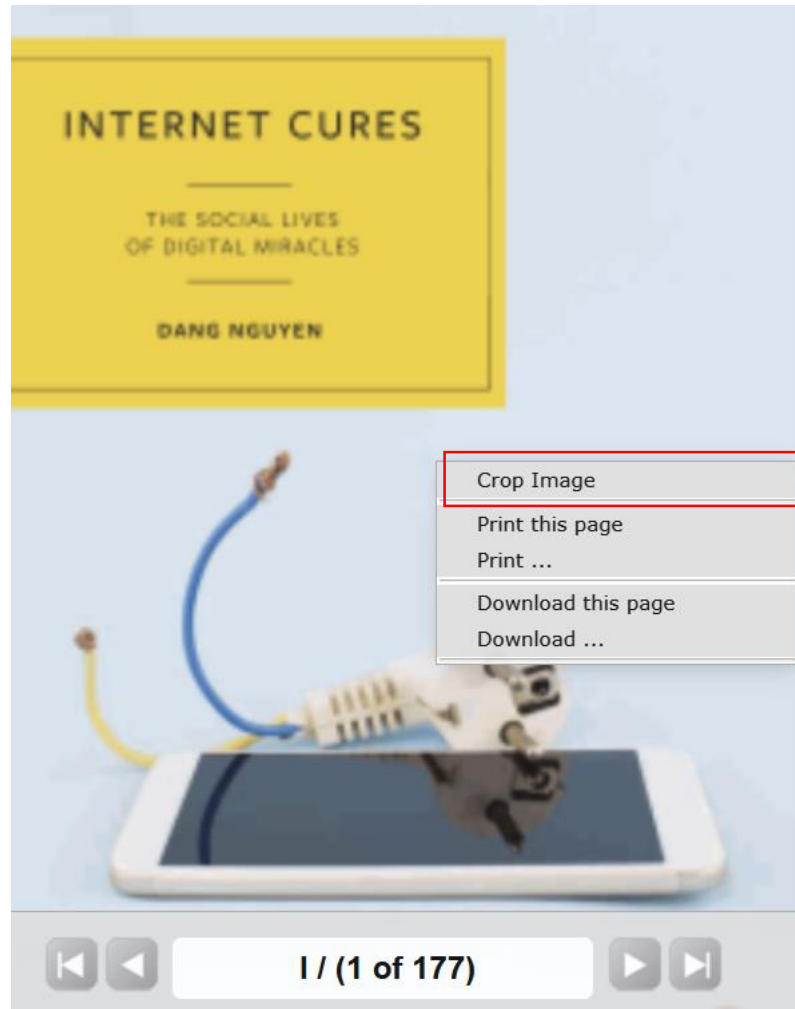 INTERNET CURES
THE SOCIAL LIVES
OF DIGITAL MIRACLES
DANG NGUYEN
Crop Image
Print this page
Print ...
Download this page
Download ...
I / (1 of 177)